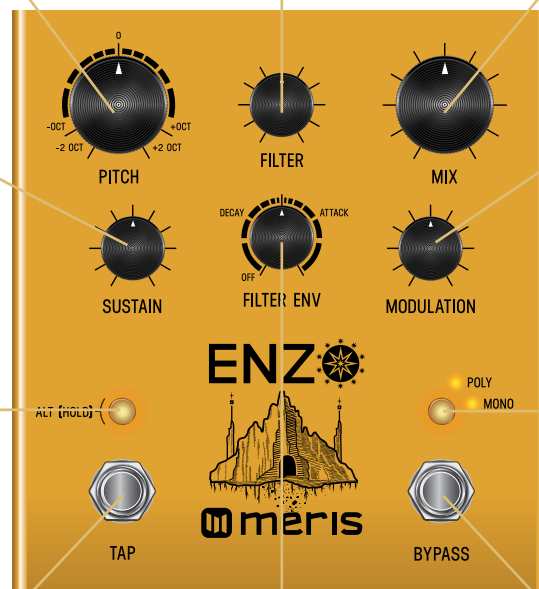 0
-OCT
+OCT
-2 OCT
+2 OCT
PITCH
FILTER
MIX
DECAY
ATTACK
OFF
SUSTAIN
FILTER ENV
MODULATION
ENZO
POLY
ALT [HOLD]
MONO
meris
TAP
BYPASS